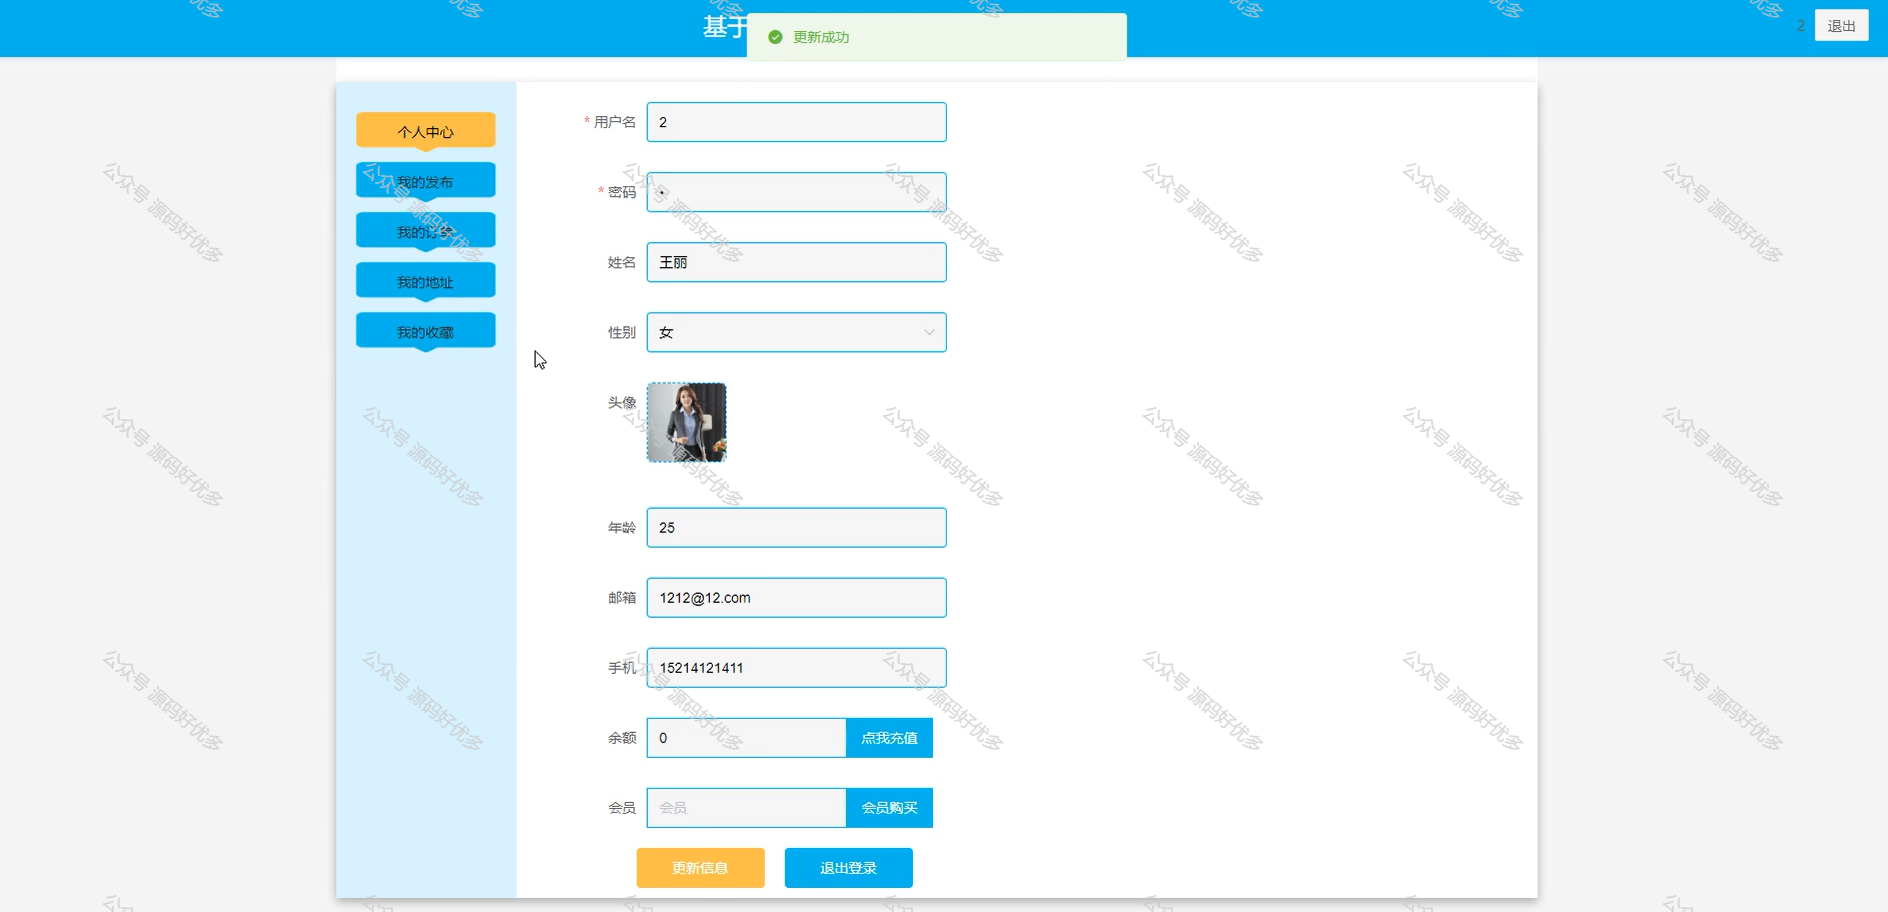 基于
更新成功
2
退出
个人中心
我的发布
我的订单
我的地址
我的收藏
* 用户名
2
* 密码
姓名
王丽
性别
女
头像
年龄
25
邮箱
1212@12.com
手机
15214121411
余额
0
点我充值
会员
会员
会员购买
更新信息
退出登录
公众号 源码好优多